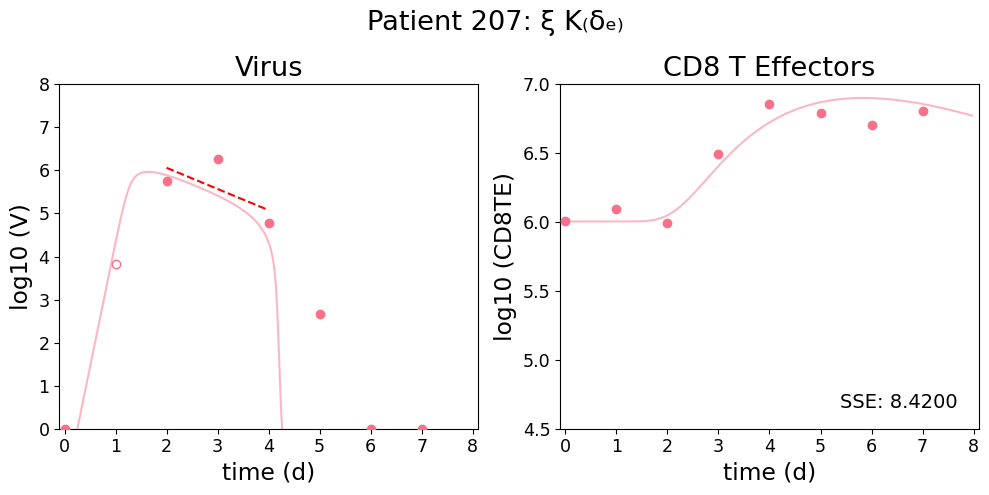 Patient 207: ξ K₍δₑ₎
Virus
CD8 T Effectors
log10 (V)
8
7
6
5
4
3
2
1
0
0 1 2 3 4 5 6 7 8
time (d)
log10 (CD8TE)
7.0
6.5
6.0
5.5
5.0
4.5
SSE: 8.4200
0 1 2 3 4 5 6 7 8
time (d)